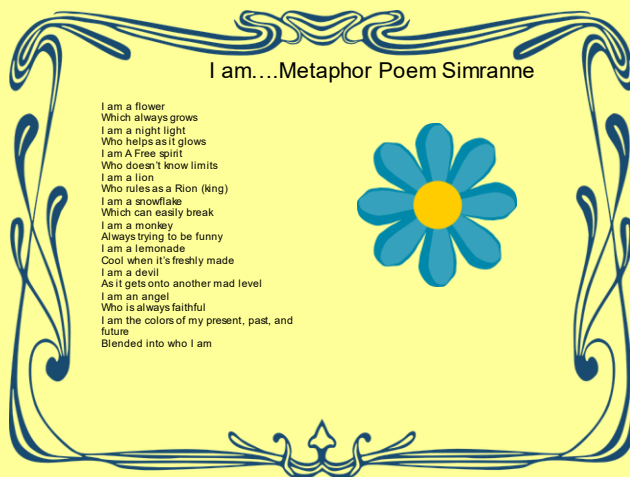 I am….Metaphor Poem Simranne
I am a flower
Which always grows
I am a night light
Who helps as it glows
I am A Free spirit
Who doesn't know limits
I am a lion
Who rules as a Rion (king)
I am a snowflake
Which can easily break
I am a monkey
Always trying to be funny
I am a lemonade
Cool when it's freshly made
I am a devil
As it gets onto another mad level
I am an angel
Who is always faithful
I am the colors of my present, past, and
future
Blended into who I am